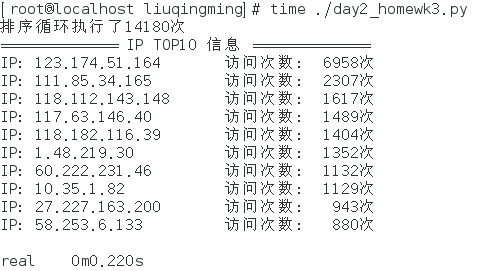 [root@localhost liuqingming]# time ./day2_homewk3.py
排序循环执行了14180次
============= IP TOP10 信息 =============
IP: 123.174.51.164 访问次数: 6958次
IP: 111.85.34.165 访问次数: 2307次
IP: 118.112.143.148 访问次数: 1617次
IP: 117.63.146.40 访问次数: 1489次
IP: 118.182.116.39 访问次数: 1404次
IP: 1.48.219.30 访问次数: 1352次
IP: 60.222.231.46 访问次数: 1132次
IP: 10.35.1.82 访问次数: 1129次
IP: 27.227.163.200 访问次数: 943次
IP: 58.253.6.133 访问次数: 880次
real 0m0.220s